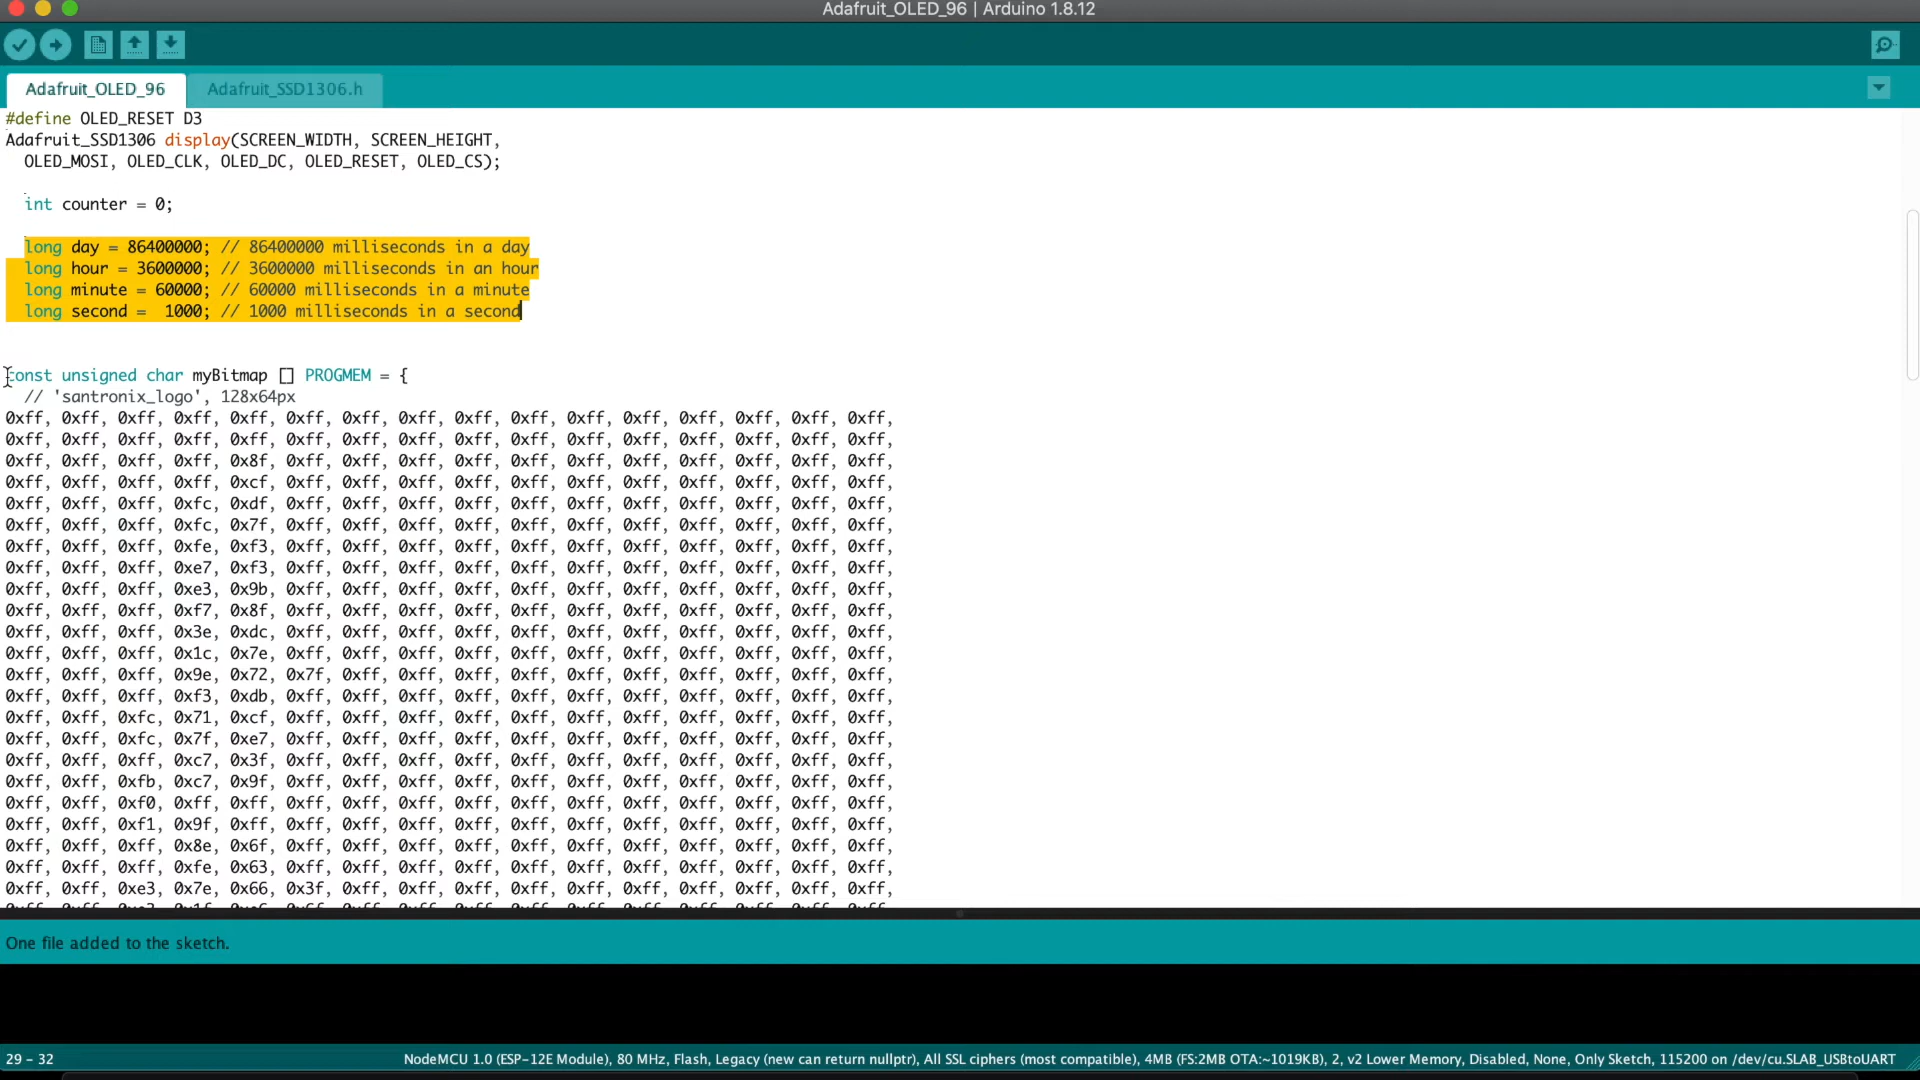 Adafruit_OLED_96 | Arduino 1.8.12
Adafruit_OLED_96
Adafruit_SSD1306.h
#define OLED_RESET D3
Adafruit_SSD1306 display(SCREEN_WIDTH, SCREEN_HEIGHT,
OLED_MOSI, OLED_CLK, OLED_DC, OLED_RESET, OLED_CS);
int counter = 0;
long day = 86400000; // 86400000 milliseconds in a day
long hour = 3600000; // 3600000 milliseconds in an hour
long minute = 60000; // 60000 milliseconds in a minute
long second =  1000; // 1000 milliseconds in a second
const unsigned char myBitmap [] PROGMEM = {
// 'santronix_logo', 128x64px
0xff, 0xff, 0xff, 0xff, 0xff, 0xff, 0xff, 0xff, 0xff, 0xff, 0xff, 0xff, 0xff, 0xff, 0xff, 0xff,
0xff, 0xff, 0xff, 0xff, 0xff, 0xff, 0xff, 0xff, 0xff, 0xff, 0xff, 0xff, 0xff, 0xff, 0xff, 0xff,
0xff, 0xff, 0xff, 0xff, 0x8f, 0xff, 0xff, 0xff, 0xff, 0xff, 0xff, 0xff, 0xff, 0xff, 0xff, 0xff,
0xff, 0xff, 0xff, 0xff, 0xcf, 0xff, 0xff, 0xff, 0xff, 0xff, 0xff, 0xff, 0xff, 0xff, 0xff, 0xff,
0xff, 0xff, 0xff, 0xfc, 0xdf, 0xff, 0xff, 0xff, 0xff, 0xff, 0xff, 0xff, 0xff, 0xff, 0xff, 0xff,
0xff, 0xff, 0xff, 0xfc, 0x7f, 0xff, 0xff, 0xff, 0xff, 0xff, 0xff, 0xff, 0xff, 0xff, 0xff, 0xff,
0xff, 0xff, 0xff, 0xfe, 0xf3, 0xff, 0xff, 0xff, 0xff, 0xff, 0xff, 0xff, 0xff, 0xff, 0xff, 0xff,
0xff, 0xff, 0xff, 0xe7, 0xf3, 0xff, 0xff, 0xff, 0xff, 0xff, 0xff, 0xff, 0xff, 0xff, 0xff, 0xff,
0xff, 0xff, 0xff, 0xe3, 0x9b, 0xff, 0xff, 0xff, 0xff, 0xff, 0xff, 0xff, 0xff, 0xff, 0xff, 0xff,
0xff, 0xff, 0xff, 0xf7, 0x8f, 0xff, 0xff, 0xff, 0xff, 0xff, 0xff, 0xff, 0xff, 0xff, 0xff, 0xff,
0xff, 0xff, 0xff, 0x3e, 0xdc, 0xff, 0xff, 0xff, 0xff, 0xff, 0xff, 0xff, 0xff, 0xff, 0xff, 0xff,
0xff, 0xff, 0xff, 0x1c, 0x7e, 0xff, 0xff, 0xff, 0xff, 0xff, 0xff, 0xff, 0xff, 0xff, 0xff, 0xff,
0xff, 0xff, 0xff, 0x9e, 0x72, 0x7f, 0xff, 0xff, 0xff, 0xff, 0xff, 0xff, 0xff, 0xff, 0xff, 0xff,
0xff, 0xff, 0xff, 0xf3, 0xdb, 0xff, 0xff, 0xff, 0xff, 0xff, 0xff, 0xff, 0xff, 0xff, 0xff, 0xff,
0xff, 0xff, 0xfc, 0x71, 0xcf, 0xff, 0xff, 0xff, 0xff, 0xff, 0xff, 0xff, 0xff, 0xff, 0xff, 0xff,
0xff, 0xff, 0xfc, 0x7f, 0xe7, 0xff, 0xff, 0xff, 0xff, 0xff, 0xff, 0xff, 0xff, 0xff, 0xff, 0xff,
0xff, 0xff, 0xff, 0xc7, 0x3f, 0xff, 0xff, 0xff, 0xff, 0xff, 0xff, 0xff, 0xff, 0xff, 0xff, 0xff,
0xff, 0xff, 0xfb, 0xc7, 0x9f, 0xff, 0xff, 0xff, 0xff, 0xff, 0xff, 0xff, 0xff, 0xff, 0xff, 0xff,
0xff, 0xff, 0xf0, 0xff, 0xff, 0xff, 0xff, 0xff, 0xff, 0xff, 0xff, 0xff, 0xff, 0xff, 0xff, 0xff,
0xff, 0xff, 0xf1, 0x9f, 0xff, 0xff, 0xff, 0xff, 0xff, 0xff, 0xff, 0xff, 0xff, 0xff, 0xff, 0xff,
0xff, 0xff, 0xff, 0x8e, 0x6f, 0xff, 0xff, 0xff, 0xff, 0xff, 0xff, 0xff, 0xff, 0xff, 0xff, 0xff,
0xff, 0xff, 0xff, 0xfe, 0x63, 0xff, 0xff, 0xff, 0xff, 0xff, 0xff, 0xff, 0xff, 0xff, 0xff, 0xff,
0xff, 0xff, 0xe3, 0x7e, 0x66, 0x3f, 0xff, 0xff, 0xff, 0xff, 0xff, 0xff, 0xff, 0xff, 0xff, 0xff,
One file added to the sketch.
29 - 32
NodeMCU 1.0 (ESP-12E Module), 80 MHz, Flash, Legacy (new can return nullptr), All SSL ciphers (most compatible), 4MB (FS:2MB OTA:~1019KB), 2, v2 Lower Memory, Disabled, None, Only Sketch, 115200 on /dev/cu.SLAB_USBtoUART